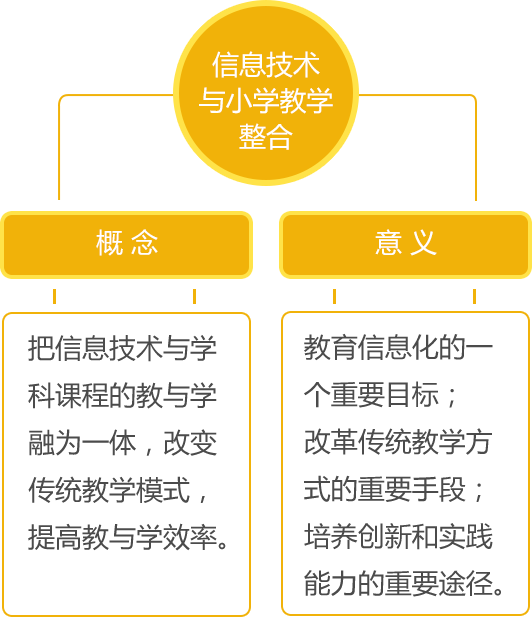 信息技术
与小学教学
整合
概 念
意 义
把信息技术与学
科课程的教与学
融为一体，改变
传统教学模式，
提高教与学效率。
教育信息化的一
个重要目标；
改革传统教学方
式的重要手段；
培养创新和实践
能力的重要途径。